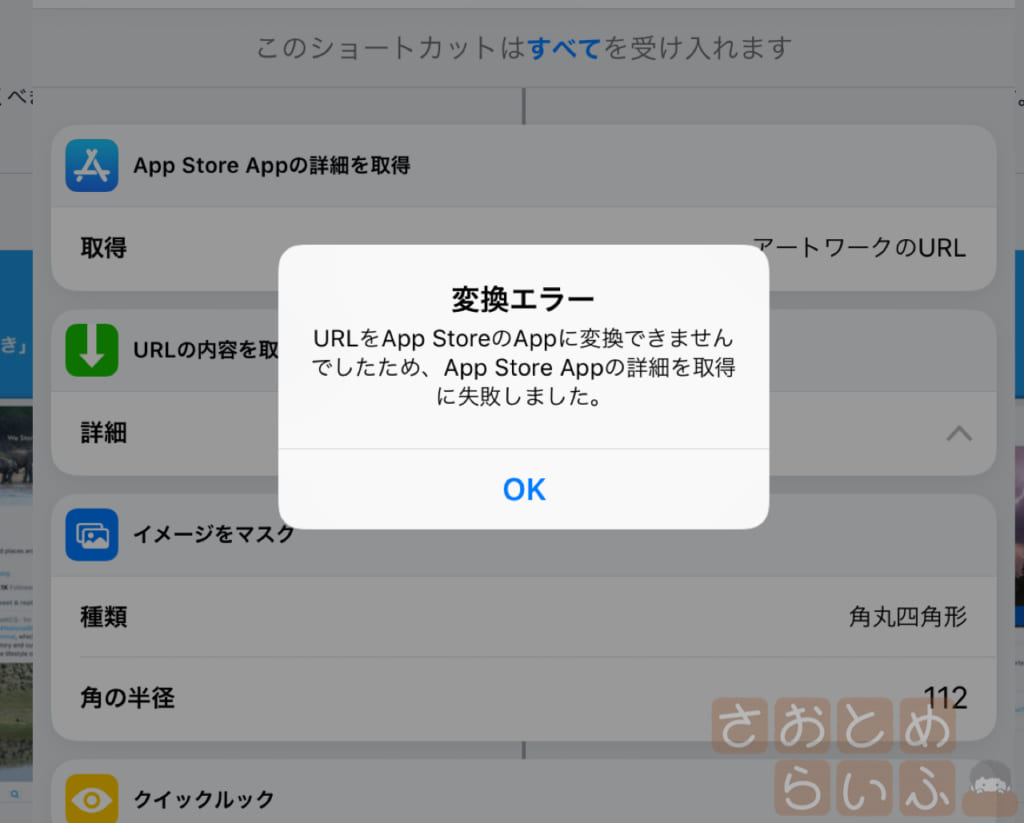 このショートカットはすべてを受け入れます
App Store Appの詳細を取得
取得
アートワークのURL
変換エラー
URLをApp StoreのAppに変換できません
でしたため、App Store Appの詳細を取得
に失敗しました。
OK
URLの内容を取
詳細
イメージをマスク
種類
角丸四角形
角の半径
112
クイックルック
さおとめ
らいふ
き」